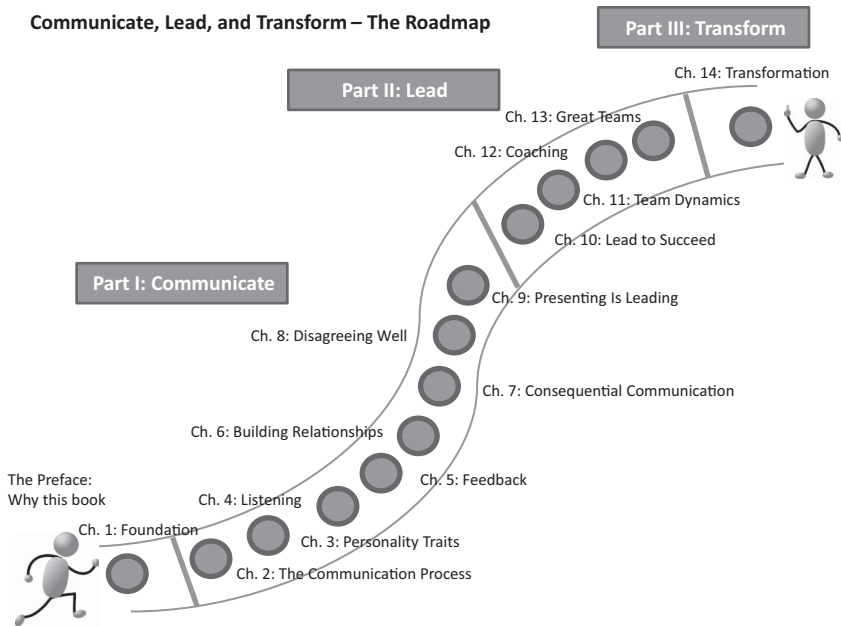 Communicate, Lead, and Transform – The Roadmap
Part III: Transform
Ch. 14: Transformation
Part II: Lead
Ch. 13: Great Teams
Ch. 12: Coaching
Ch. 11: Team Dynamics
Ch. 10: Lead to Succeed
Part I: Communicate
Ch. 9: Presenting Is Leading
Ch. 8: Disagreeing Well
Ch. 7: Consequential Communication
Ch. 6: Building Relationships
Ch. 5: Feedback
The Preface:
Why this book
Ch. 4: Listening
Ch. 1: Foundation
Ch. 3: Personality Traits
Ch. 2: The Communication Process